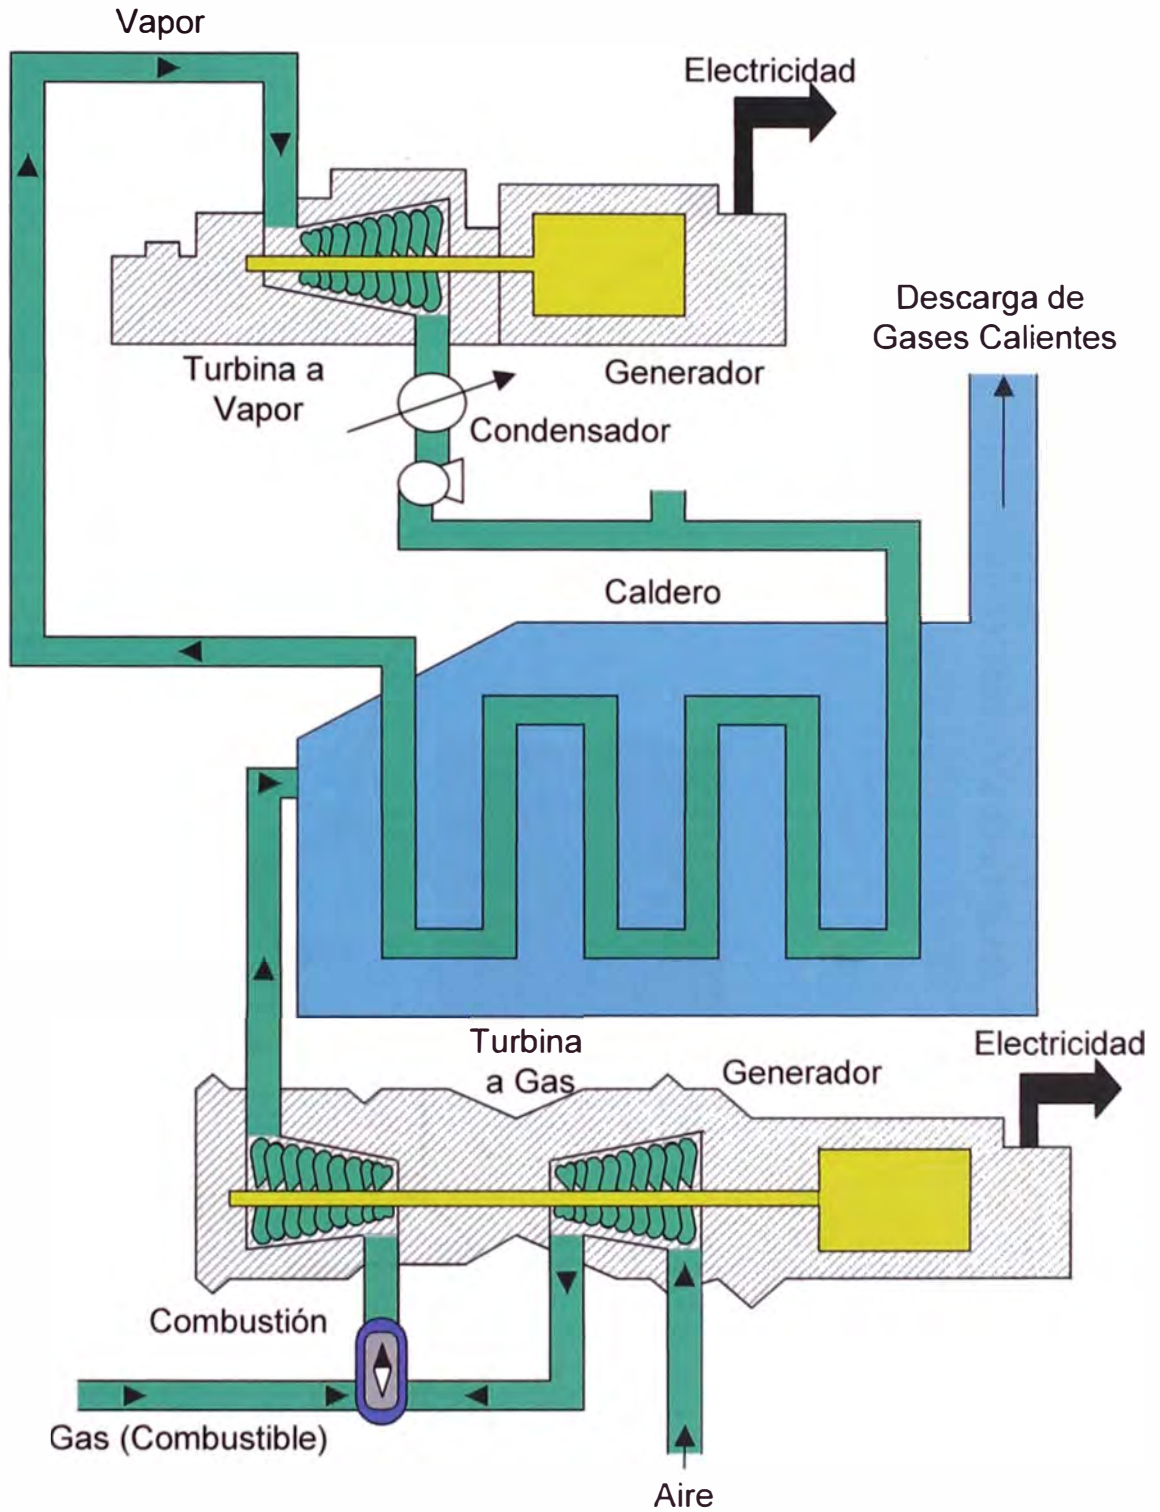 Vapor
Electricidad
Descarga de
Gases Calientes
Turbina a
Vapor
Generador
Condensador
Caldero
Turbina
a Gas
Generador
Electricidad
Combustión
Gas (Combustible)
Aire